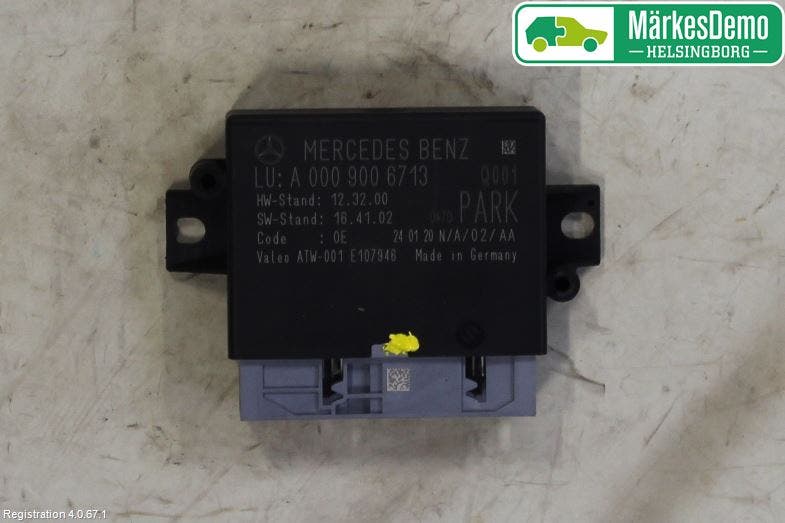 MärkesDemo
HELSINGBORG
MERCEDES BENZ
LU: A 000 900 6713 Q001
HW-Stand: 12.32.00
SW-Stand: 16.41.02 PARK
Code : 0E 24 01 20 N/A/02/AA
Valeo ATW-001 E107946 Made in Germany
Registration 4.0.67.1